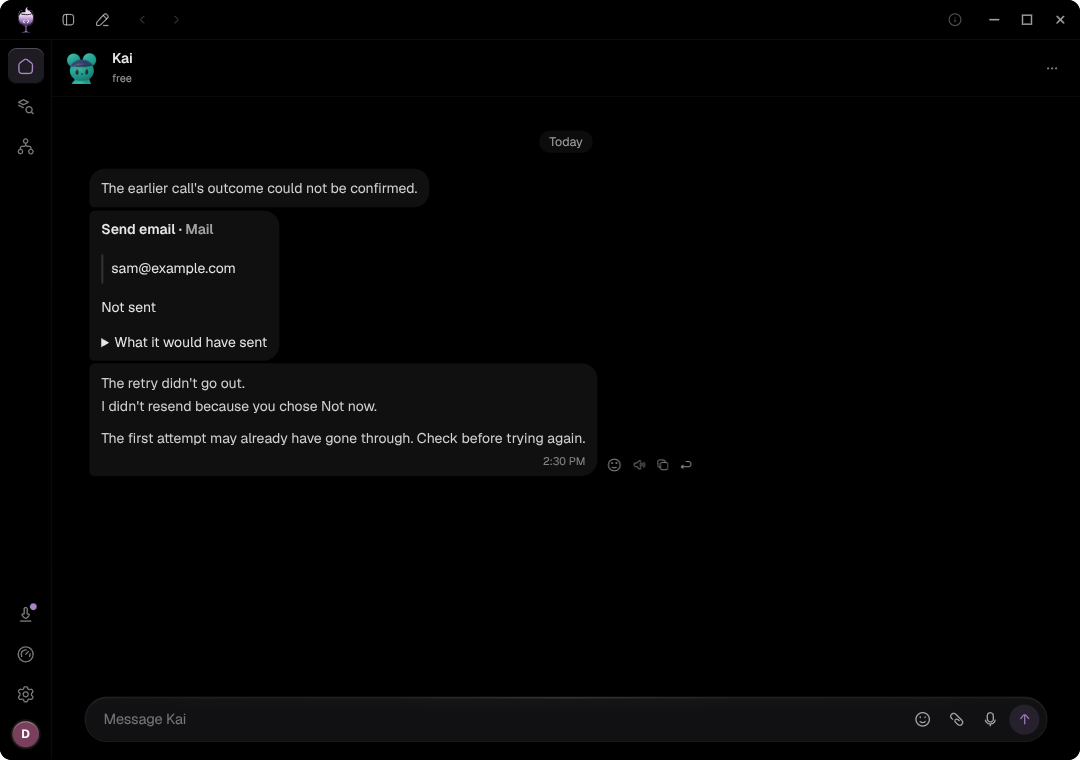 Kai
free
Today
The earlier call's outcome could not be confirmed.
Send email · Mail
sam@example.com
Not sent
What it would have sent
The retry didn't go out.
I didn't resend because you chose Not now.
The first attempt may already have gone through. Check before trying again.
2:30 PM
Message Kai
D